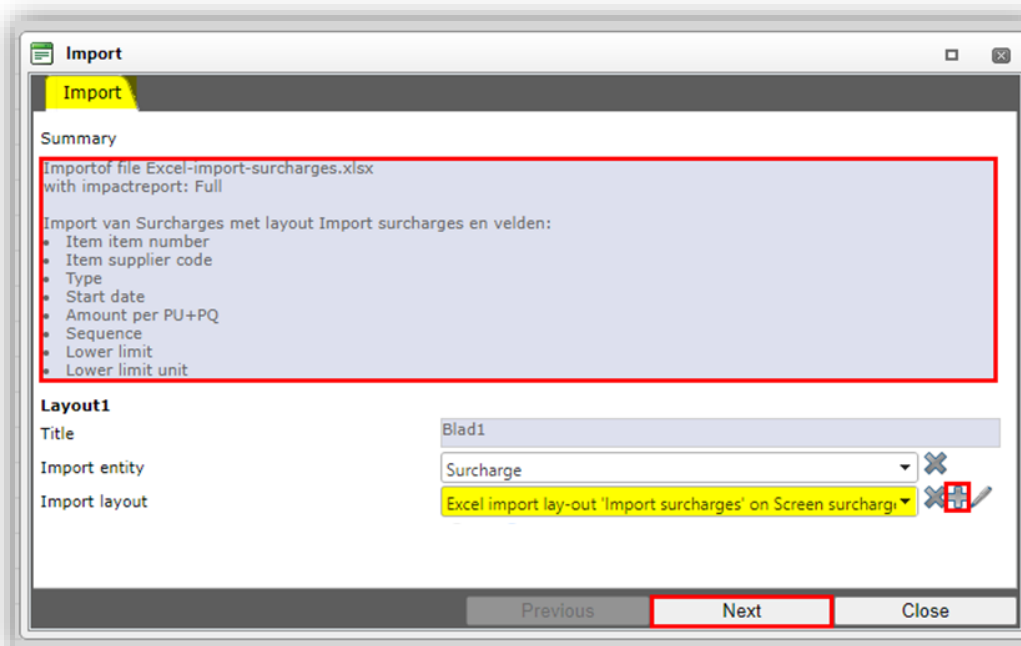 Import
Import
Summary
Importof file Excel-import-surcharges.xlsx
with impactreport: Full
Import van Surcharges met layout Import surcharges en velden:
• Item item number
• Item supplier code
• Type
• Start date
• Amount per PU+PQ
• Sequence
• Lower limit
• Lower limit unit
Layout1
Title Blad1
Import entity Surcharge
Import layout Excel import lay-out 'Import surcharges' on Screen surcharg
Previous Next Close